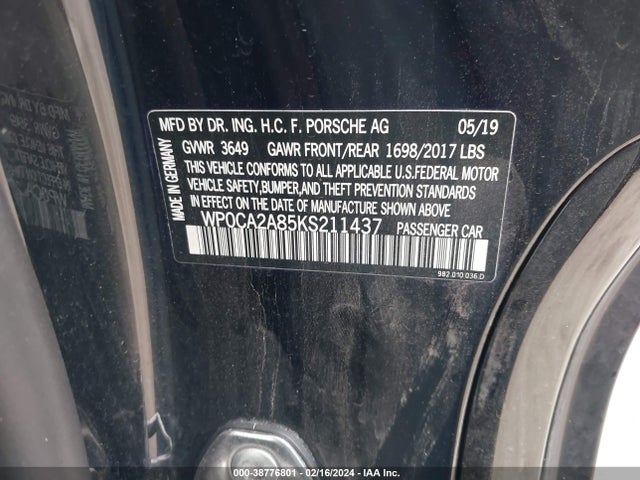 MFD BY DR. ING. H.C. F. PORSCHE AG 05/19
GVWR 3649 GAWR FRONT/REAR 1698/2017 LBS
THIS VEHICLE CONFORMS TO ALL APPLICABLE U.S.FEDERAL MOTOR
VEHICLE SAFETY,BUMPER,AND THEFT PREVENTION STANDARDS
IN EFFECT ON THE DATE OF MANUFACTURE SHOWN ABOVE
WP0CA2A85KS211437 PASSENGER CAR
982.010.036.D
MADE IN GERMANY
000-38776801 - 02/16/2024 - IAA Inc.